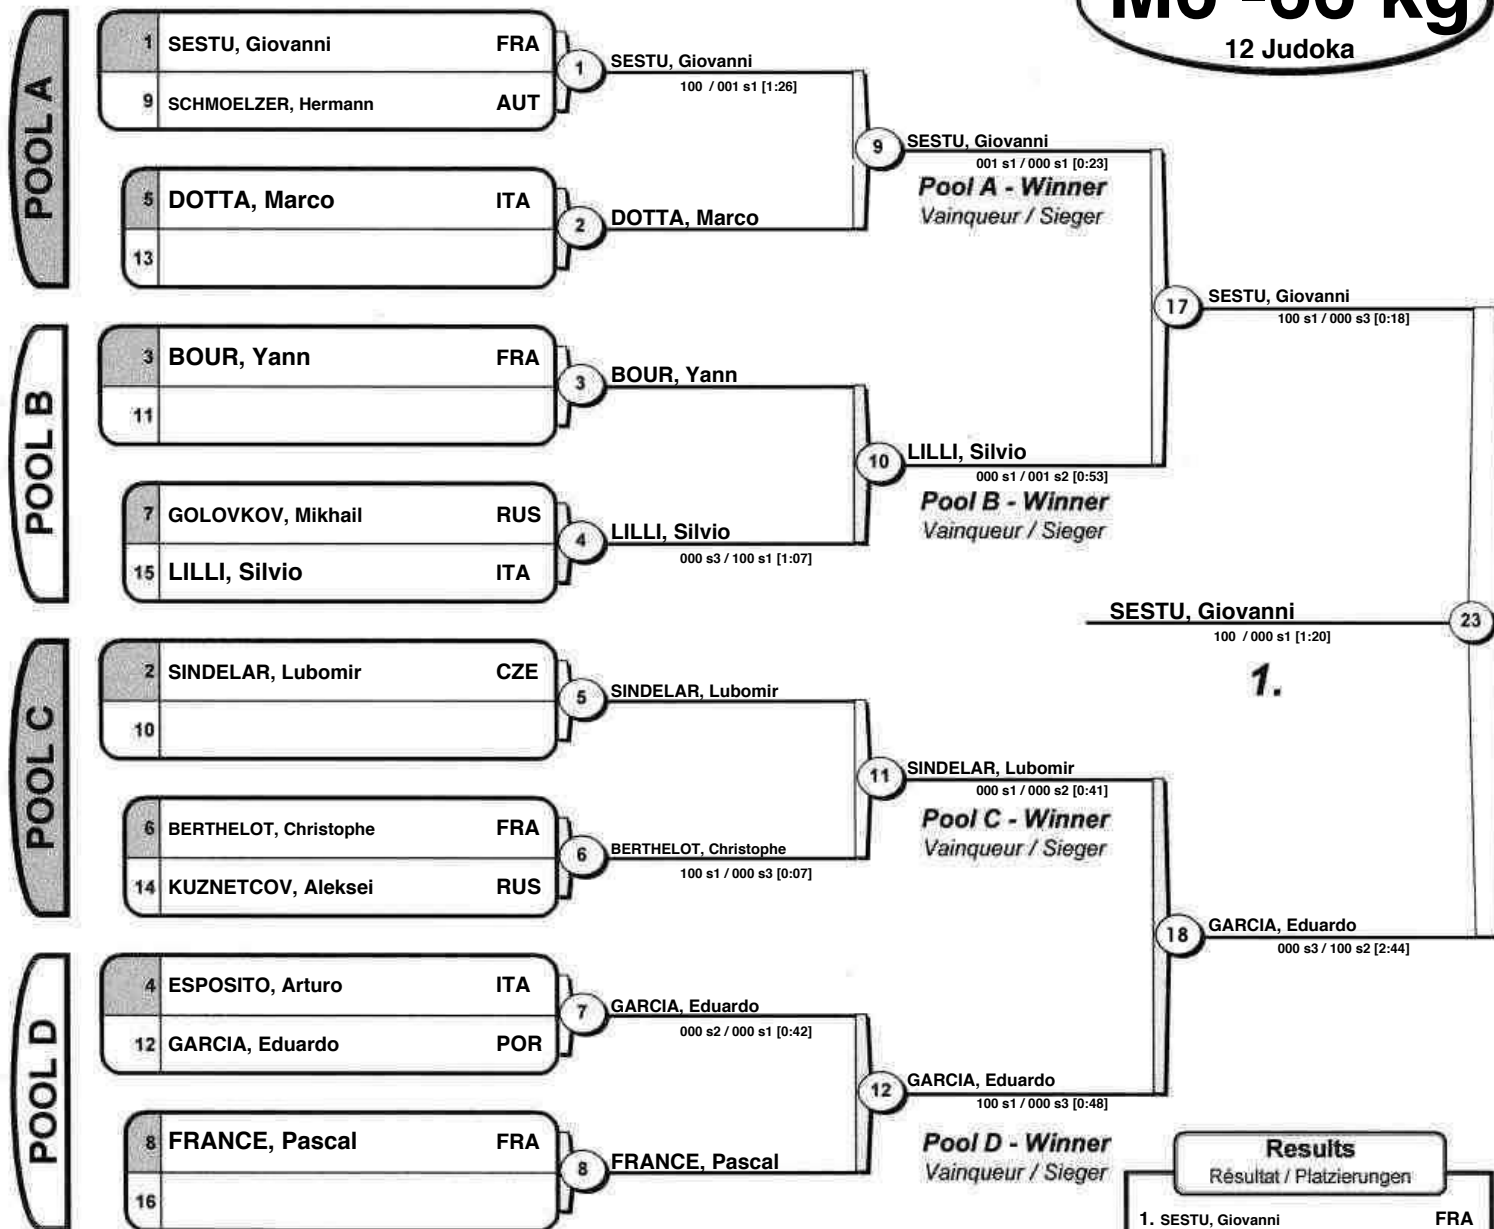 M6 -66 kg
12 Judoka
POOL A
1 SESTU, Giovanni FRA
9 SCHMOELZER, Hermann AUT
5 DOTTA, Marco ITA
13
1 SESTU, Giovanni
100 / 001 s1 [1:26]
2 DOTTA, Marco
9 SESTU, Giovanni
001 s1 / 000 s1 [0:23]
Pool A - Winner
Vainqueur / Sieger
POOL B
3 BOUR, Yann FRA
11
7 GOLOVKOV, Mikhail RUS
15 LILLI, Silvio ITA
3 BOUR, Yann
4 LILLI, Silvio
000 s3 / 100 s1 [1:07]
10 LILLI, Silvio
000 s1 / 001 s2 [0:53]
Pool B - Winner
Vainqueur / Sieger
17 SESTU, Giovanni
100 s1 / 000 s3 [0:18]
SESTU, Giovanni 23
100 / 000 s1 [1:20]
1.
POOL C
2 SINDELAR, Lubomir CZE
10
6 BERTHELOT, Christophe FRA
14 KUZNETCOV, Aleksei RUS
5 SINDELAR, Lubomir
6 BERTHELOT, Christophe
100 s1 / 000 s3 [0:07]
11 SINDELAR, Lubomir
000 s1 / 000 s2 [0:41]
Pool C - Winner
Vainqueur / Sieger
POOL D
4 ESPOSITO, Arturo ITA
12 GARCIA, Eduardo POR
8 FRANCE, Pascal FRA
16
7 GARCIA, Eduardo
000 s2 / 000 s1 [0:42]
8 FRANCE, Pascal
12 GARCIA, Eduardo
100 s1 / 000 s3 [0:48]
Pool D - Winner
Vainqueur / Sieger
18 GARCIA, Eduardo
000 s3 / 100 s2 [2:44]
Results
Résultat / Platzierungen
1. SESTU, Giovanni FRA